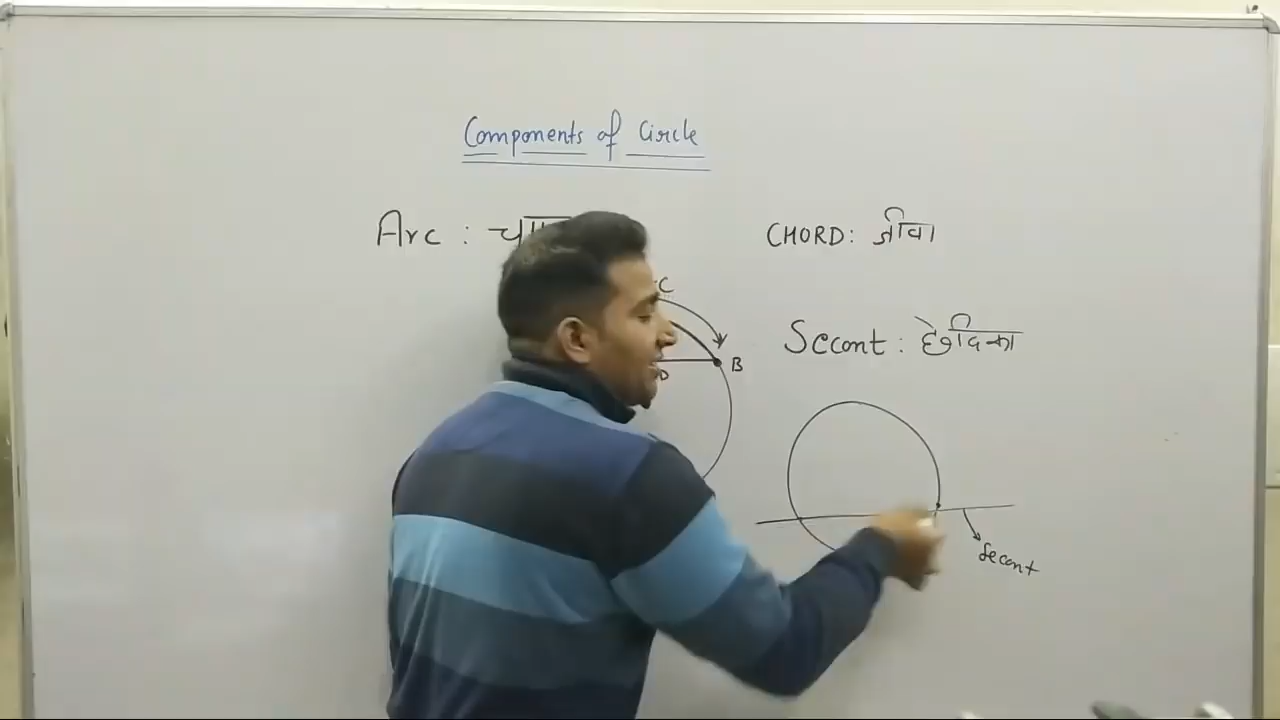 Components of Circle
Arc :
CHORD: जीवा
C
Secant : छेदिका
B
D
Secant